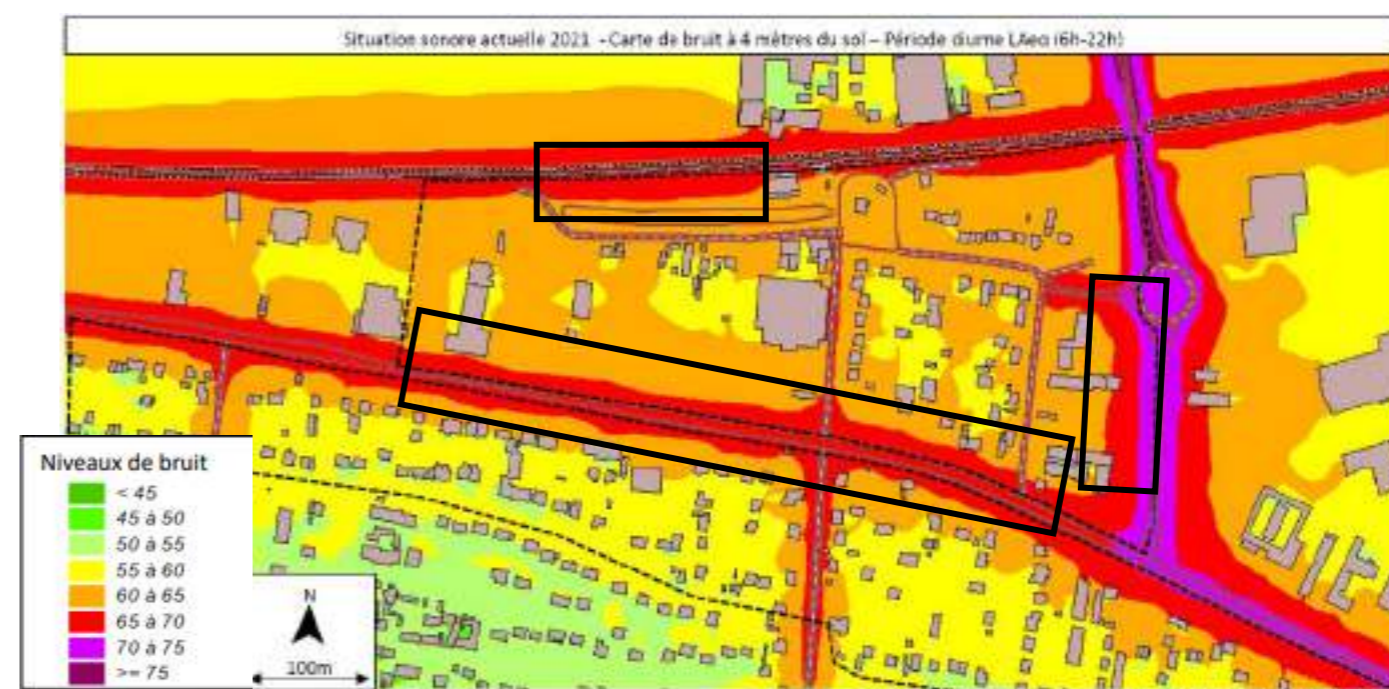 Situation sonore actuelle 2021 - Carte de bruit à 4 mètres du sol – Période diurne LAeq (6h-22h)
Niveaux de bruit
< 45
45 à 50
50 à 55
55 à 60
60 à 65
65 à 70
70 à 75
>= 75
N
100m